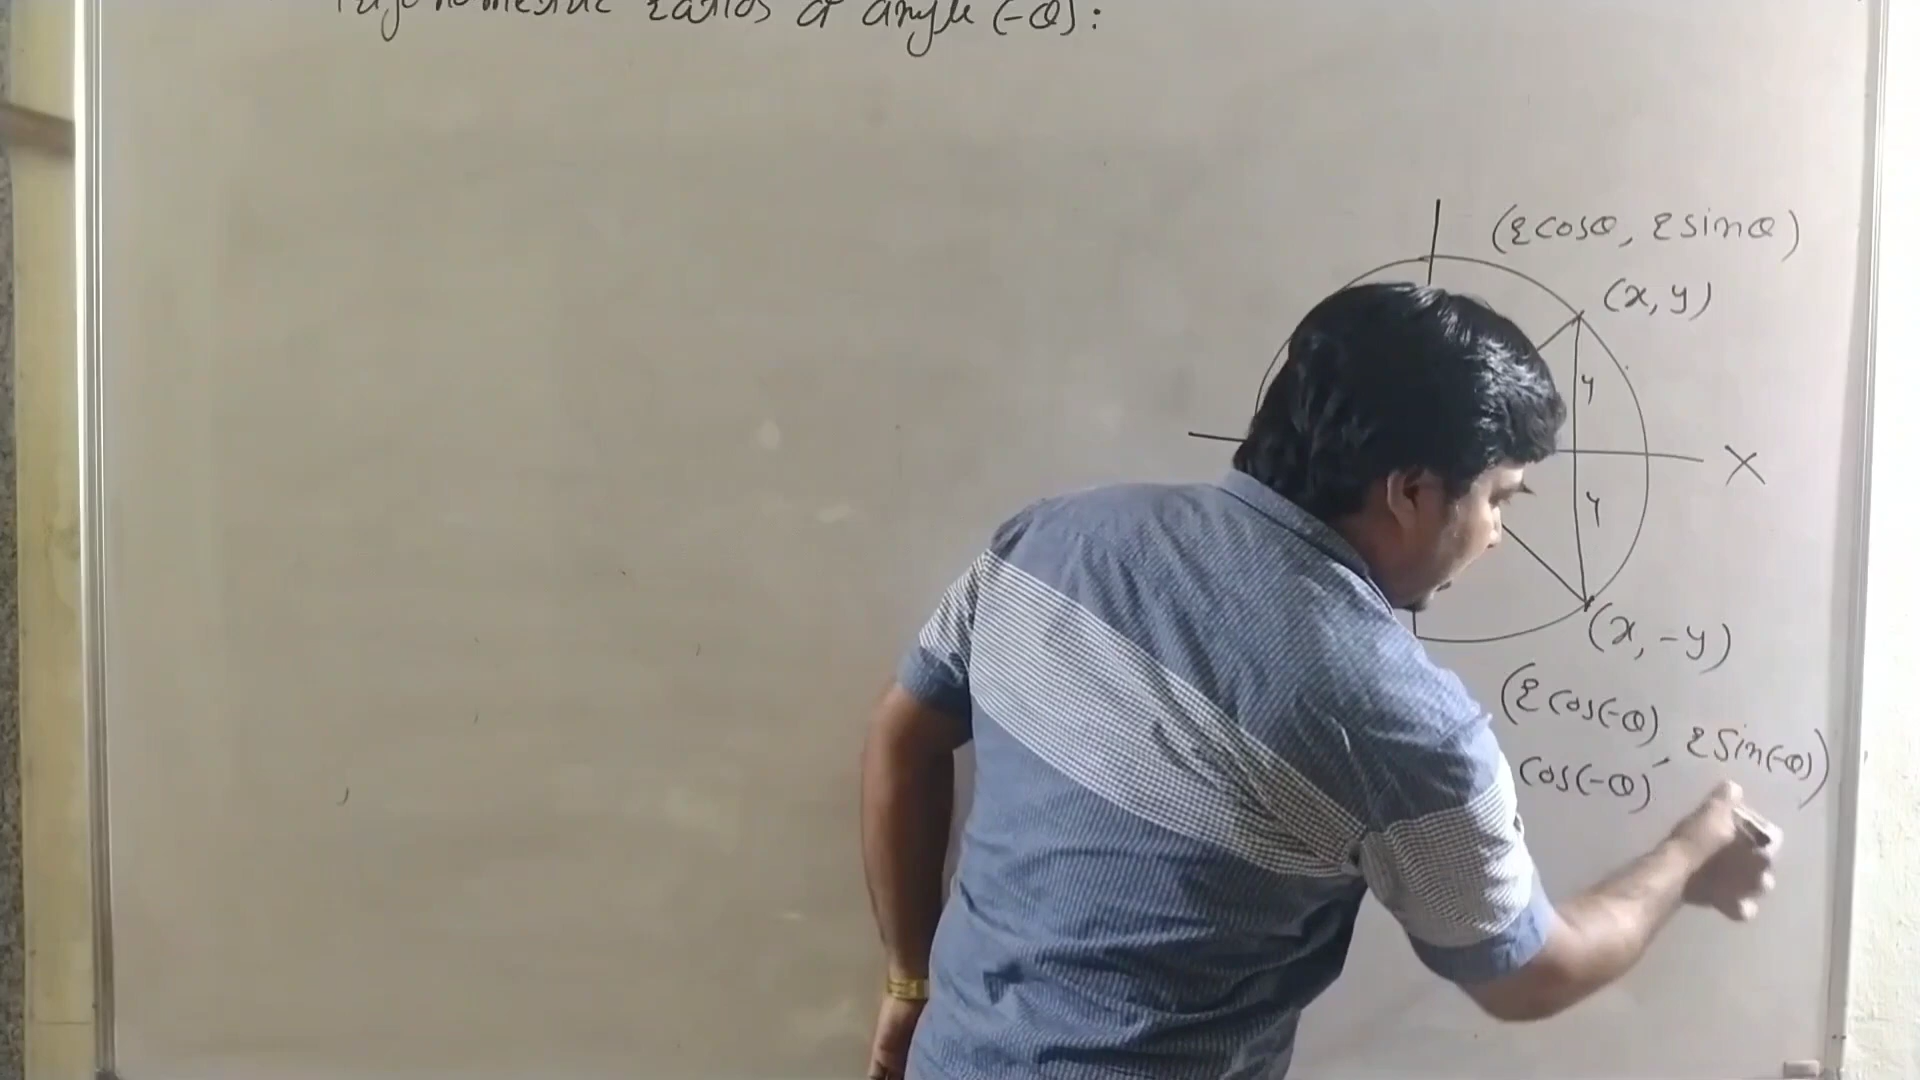 Trigonometric ratios of angle (-θ):
(r cosθ, r sinθ)
(x, y)
y
X
y
(x, -y)
(r cos(-θ), r sin(-θ))
cos(-θ)